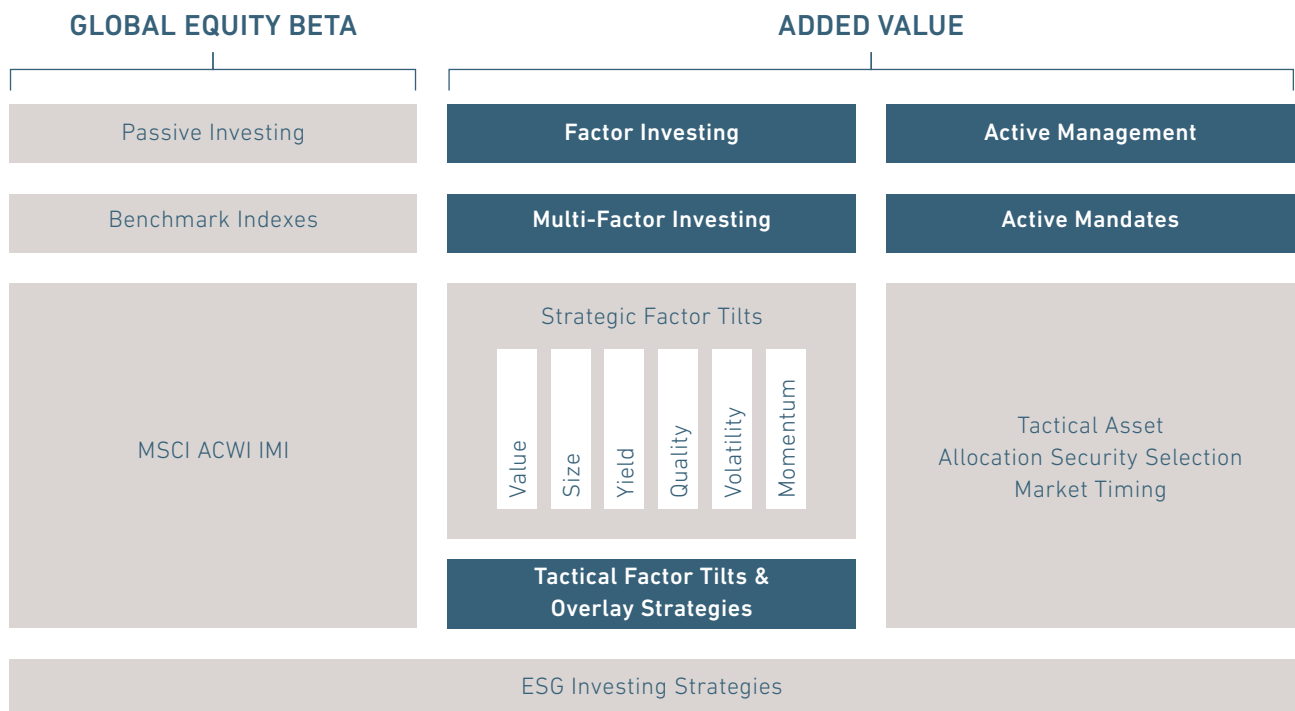 GLOBAL EQUITY BETA
ADDED VALUE
Passive Investing
Factor Investing
Active Management
Benchmark Indexes
Multi-Factor Investing
Active Mandates
MSCI ACWI IMI
Strategic Factor Tilts
Value
Size
Yield
Quality
Volatility
Momentum
Tactical Factor Tilts &
Overlay Strategies
Tactical Asset
Allocation Security Selection
Market Timing
ESG Investing Strategies